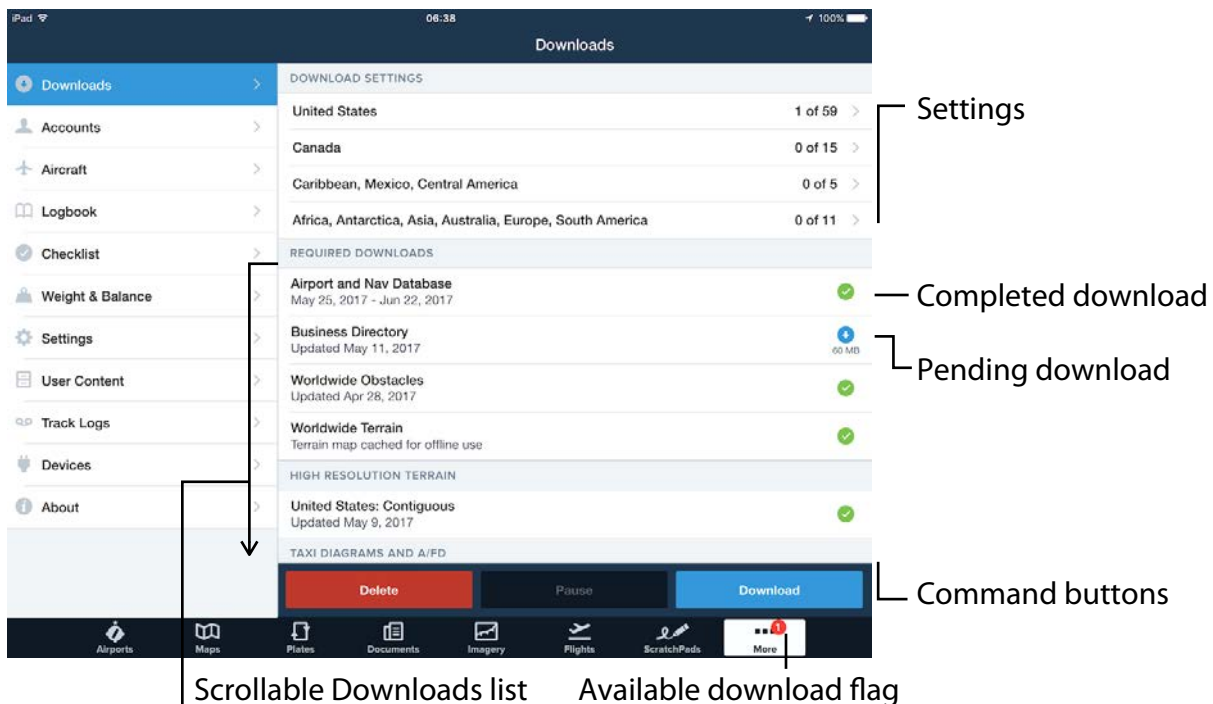 iPad 06:38 100%
Downloads
Downloads
Accounts
Aircraft
Logbook
Checklist
Weight & Balance
Settings
User Content
Track Logs
Devices
About
DOWNLOAD SETTINGS
United States 1 of 59
Canada 0 of 15
Caribbean, Mexico, Central America 0 of 5
Africa, Antarctica, Asia, Australia, Europe, South America 0 of 11
REQUIRED DOWNLOADS
Airport and Nav Database
May 25, 2017 - Jun 22, 2017
Business Directory
Updated May 11, 2017
60 MB
Worldwide Obstacles
Updated Apr 28, 2017
Worldwide Terrain
Terrain map cached for offline use
HIGH RESOLUTION TERRAIN
United States: Contiguous
Updated May 9, 2017
TAXI DIAGRAMS AND A/FD
Delete Pause Download
Airports Maps Plates Documents Imagery Flights ScratchPads More 1
Settings
Completed download
Pending download
Command buttons
Scrollable Downloads list Available download flag